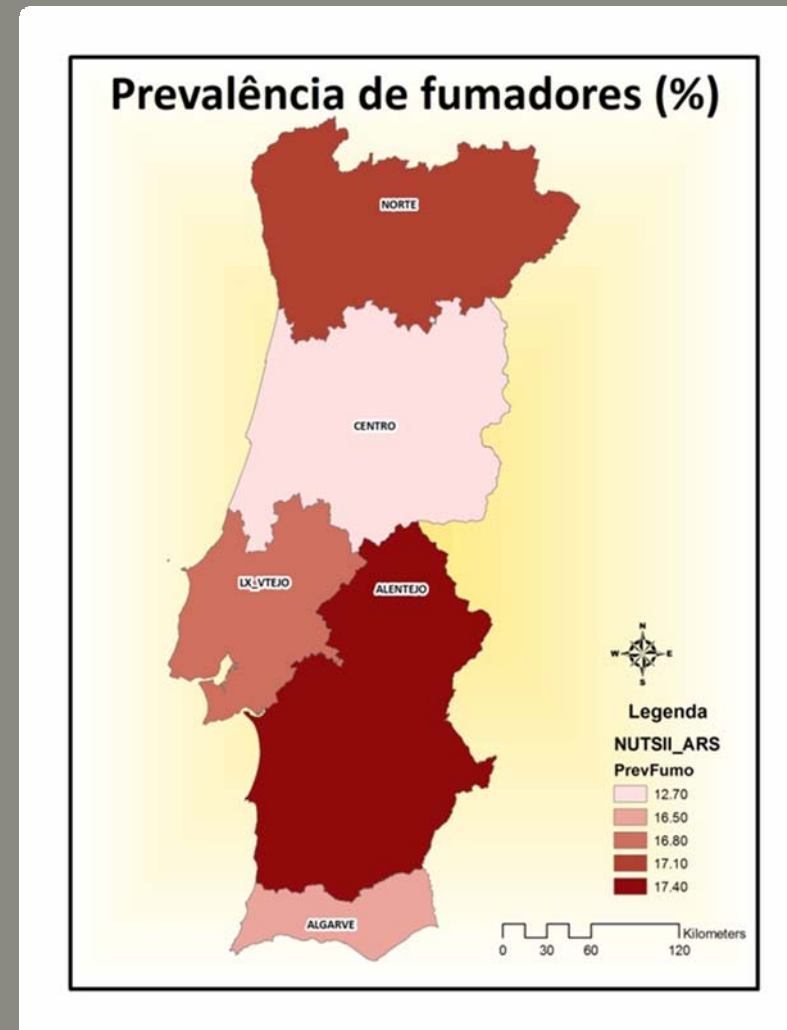 Prevalência de fumadores (%)
NORTE
CENTRO
LX_VTEJO
ALENTEJO
ALGARVE
N
W
E
S
Legenda
NUTSII_ARS
PrevFumo
12.70
16.50
16.80
17.10
17.40
Kilometers
0 30 60 120